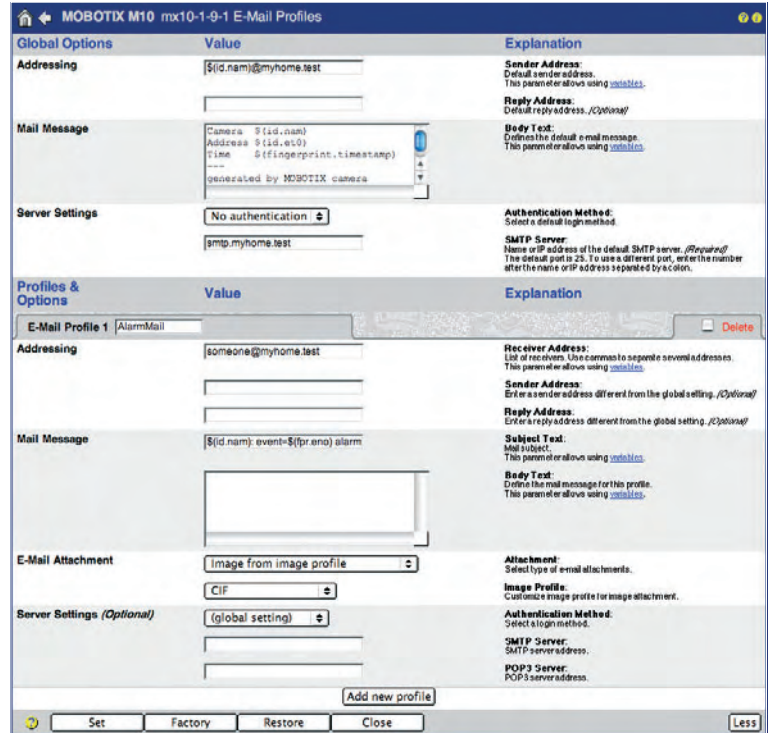 MOBOTIX M10 mx10-1-9-1 E-Mail Profiles
Global Options Value Explanation
Addressing
$(id.nam)@myhome.test
Sender Address:
Default sender address.
This parameter allows using variables.
Reply Address:
Default reply address. (Optional)
Mail Message
Camera $(id.nam)
Address $(id.et0)
Time $(fingerprint.timestamp)
---
generated by MOBOTIX camera
Body Text:
Defines the default e-mail message.
This parameter allows using variables.
Server Settings
No authentication
smtp.myhome.test
Authentication Method:
Select a default login method.
SMTP Server:
Name or IP address of the default SMTP server. (Required)
The default port is 25. To use a different port, enter the number
after the name or IP address separated by a colon.
Profiles &
Options Value Explanation
E-Mail Profile 1 AlarmMail Delete
Addressing
someone@myhome.test
Receiver Address:
List of receivers. Use commas to separate several addresses.
This parameter allows using variables.
Sender Address:
Enter a sender address different from the global setting. (Optional)
Reply Address:
Enter a reply address different from the global setting. (Optional)
Mail Message
$(id.nam): event=$(fpr.eno) alarm
Subject Text:
Mail subject.
This parameter allows using variables.
Body Text:
Define the mail message for this profile.
This parameter allows using variables.
E-Mail Attachment
Image from image profile
CIF
Attachment:
Select type of e-mail attachments.
Image Profile:
Customize image profile for image attachment.
Server Settings (Optional)
(global setting)
Authentication Method:
Select a login method.
SMTP Server:
SMTP server address.
POP3 Server:
POP3 server address.
Add new profile
Set Factory Restore Close Less